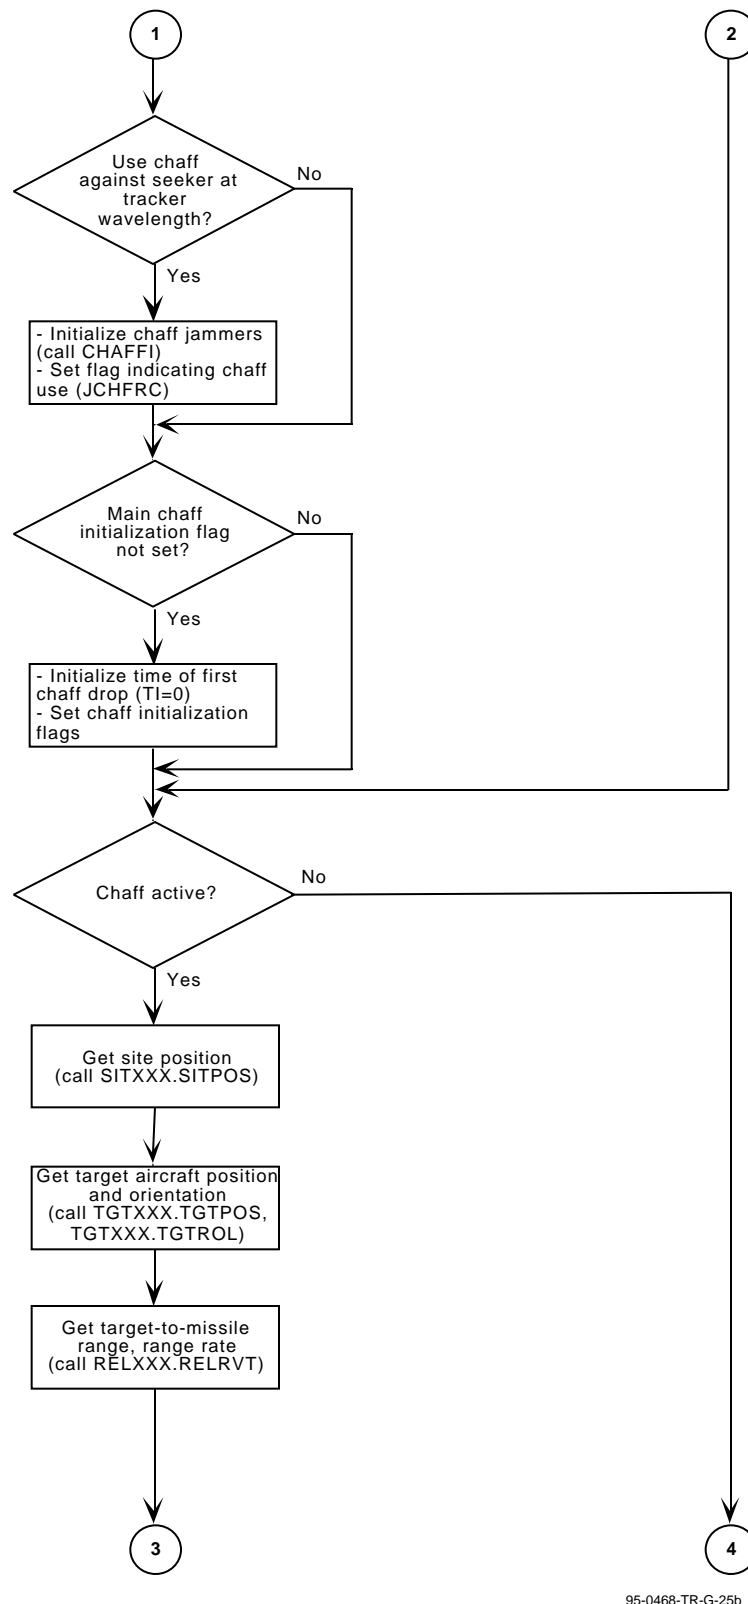 1
2
Use chaff
against seeker at
tracker
wavelength?
No
Yes
- Initialize chaff jammers
(call CHAFFI)
- Set flag indicating chaff
use (JCHFRC)
Main chaff
initialization flag
not set?
No
Yes
- Initialize time of first
chaff drop (TI=0)
- Set chaff initialization
flags
Chaff active?
No
Yes
Get site position
(call SITXXX.SITPOS)
Get target aircraft position
and orientation
(call TGTXXX.TGTPOS,
TGTXXX.TGTROL)
Get target-to-missile
range, range rate
(call RELXXX.RELRVT)
3
4
95-0468-TR-G-25b